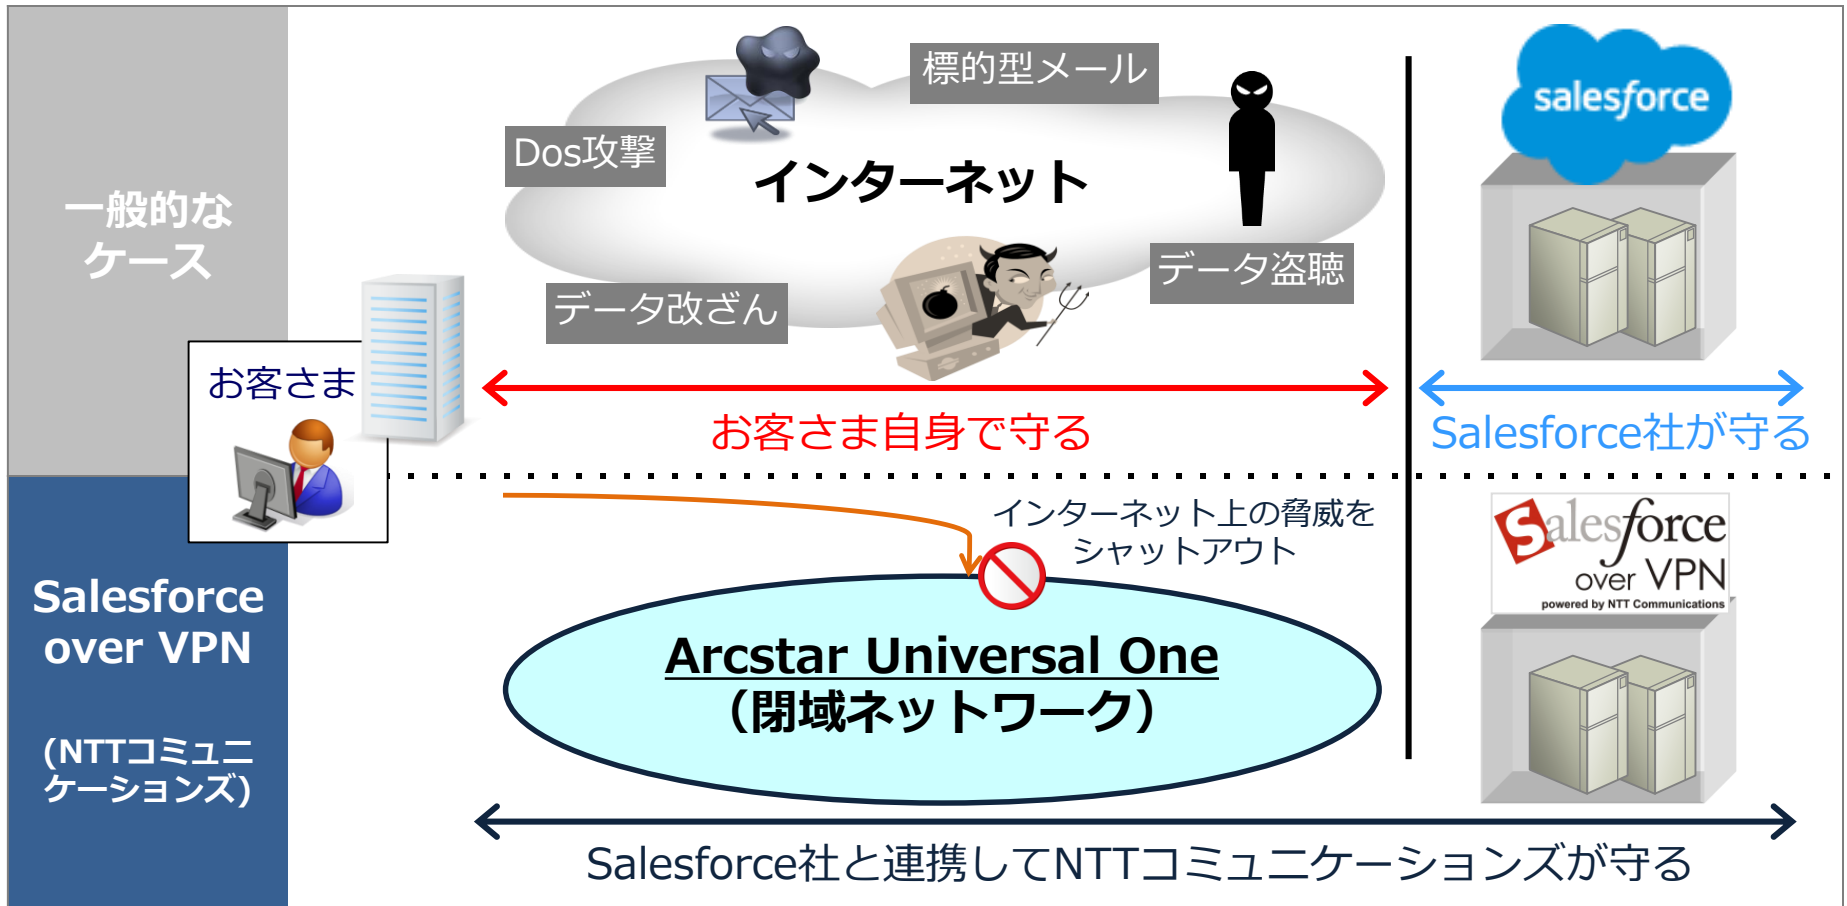 一般的な
ケース
Dos攻撃
標的型メール
インターネット
データ改ざん
データ盗聴
salesforce
お客さま
お客さま自身で守る
Salesforce社が守る
Salesforce
over VPN
(NTTコミュニ
ケーションズ)
インターネット上の脅威を
シャットアウト
Arcstar Universal One
（閉域ネットワーク）
Salesforce
over VPN
powered by NTT Communications
Salesforce社と連携してNTTコミュニケーションズが守る